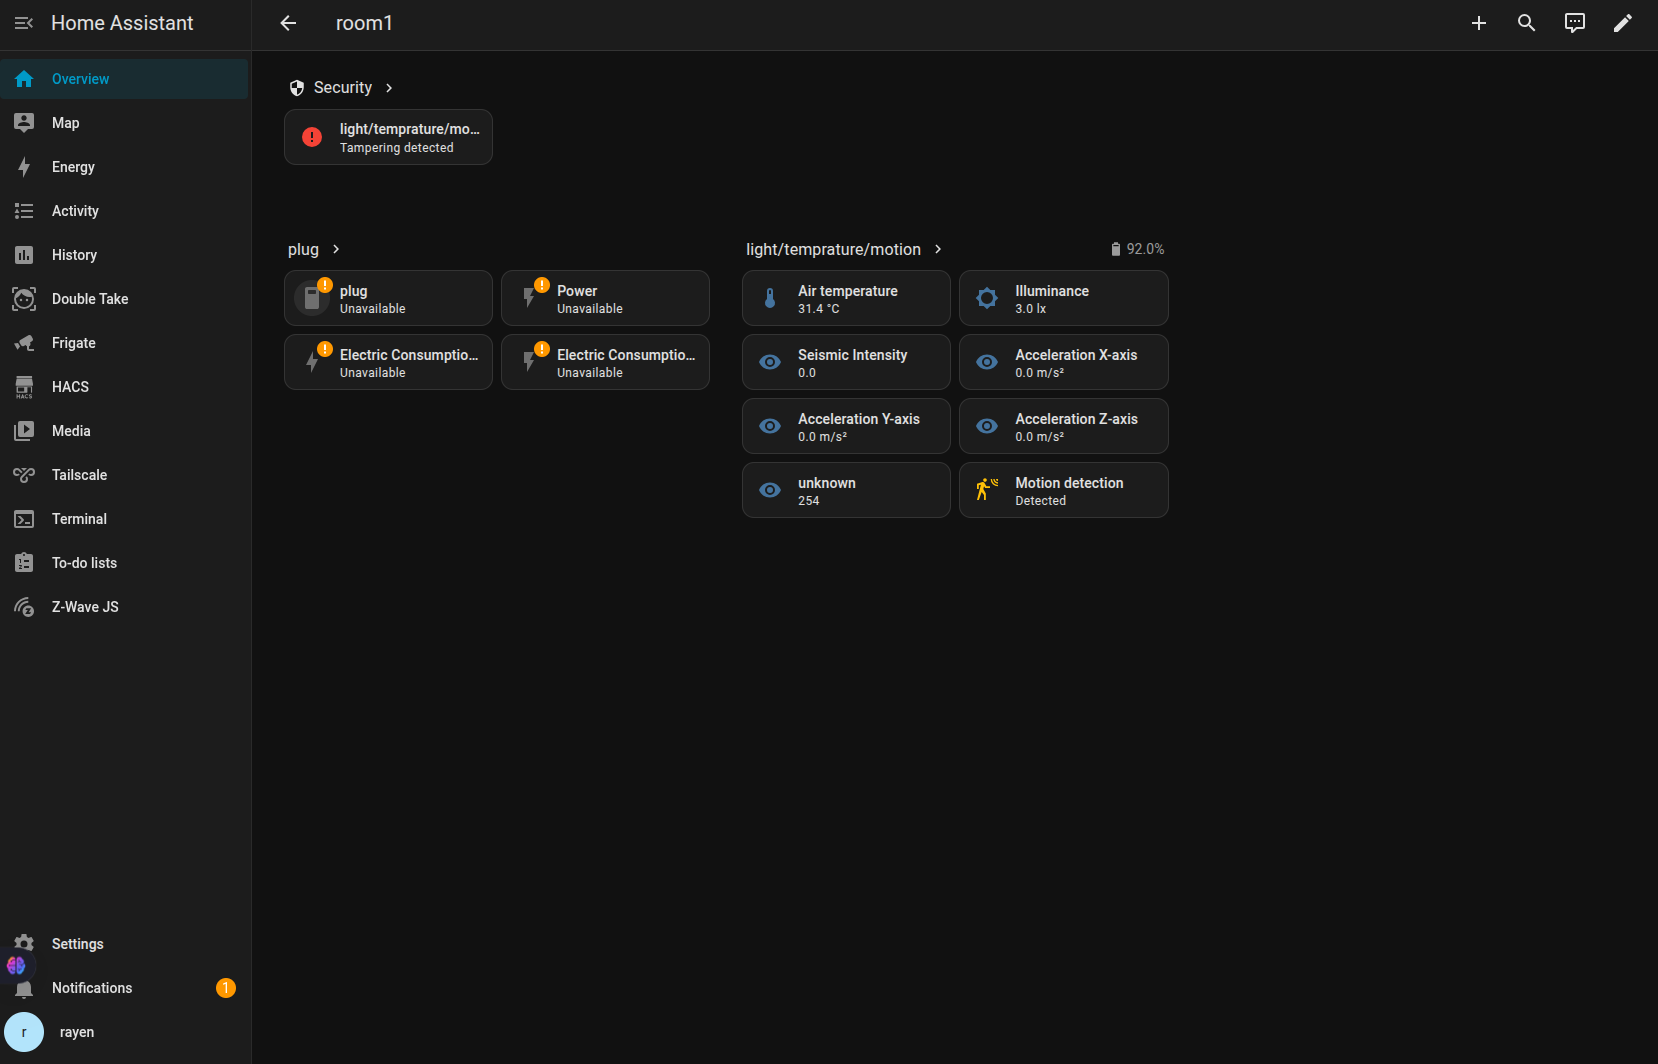 Home Assistant
room1
Overview
Map
Energy
Activity
History
Double Take
Frigate
HACS
HACS
Media
Tailscale
Terminal
To-do lists
Z-Wave JS
Settings
Notifications
1
r
rayen
Security
light/temprature/mo...
Tampering detected
plug
plug
Unavailable
Power
Unavailable
Electric Consumptio...
Unavailable
Electric Consumptio...
Unavailable
light/temprature/motion
92.0%
Air temperature
31.4 °C
Illuminance
3.0 lx
Seismic Intensity
0.0
Acceleration X-axis
0.0 m/s²
Acceleration Y-axis
0.0 m/s²
Acceleration Z-axis
0.0 m/s²
unknown
254
Motion detection
Detected